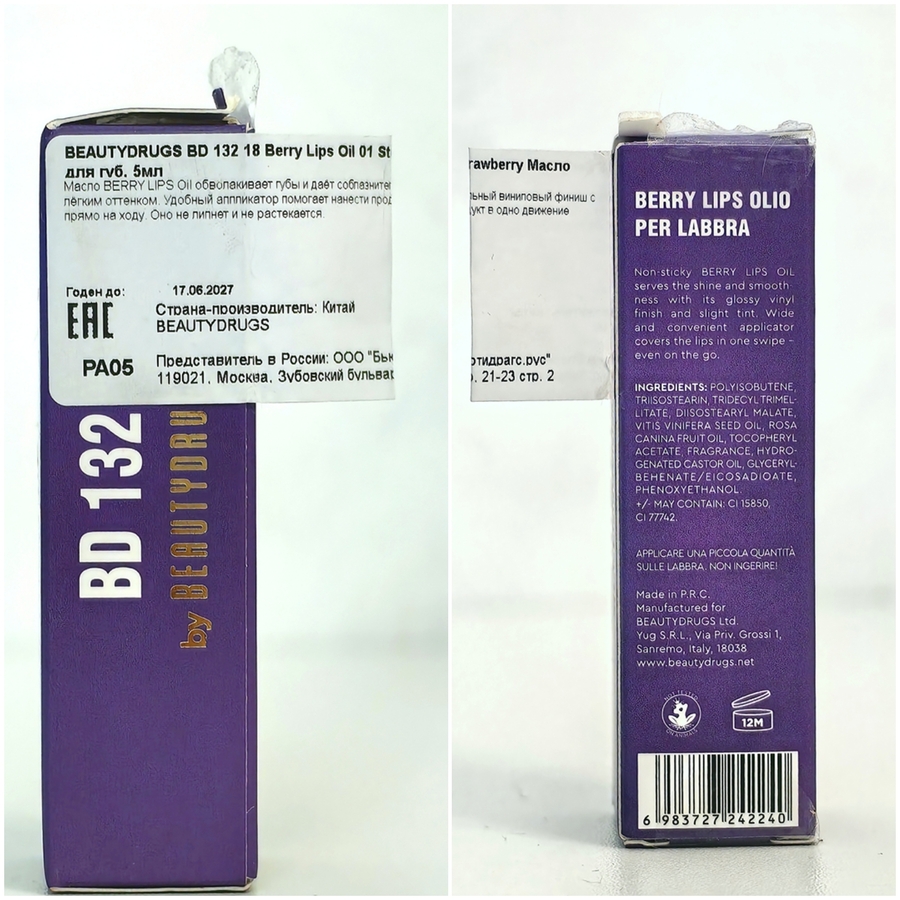 BEAUTYDRUGS BD 132 18 Berry Lips Oil 01 St
для губ, 5мл
Масло BERRY LIPS Oil обволакивает губы и даёт соблазните
лёгким оттенком. Удобный аппликатор помогает нанести прод
прямо на ходу. Оно не липнет и не растекается.
Годен до: 17.06.2027
EAC
Страна-производитель: Китай
BEAUTYDRUGS
PA05
Представитель в России: ООО "Бью
119021, Москва, Зубовский бульвар
BD 132
by BEAUTYDRU
rawberry Масло
льный виниловый финиш с
укт в одно движение
ютидрагс.рус"
21-23 стр. 2
BERRY LIPS OLIO
PER LABBRA
Non-sticky BERRY LIPS OIL
serves the shine and smooth-
ness with its glossy vinyl
finish and slight tint. Wide
and convenient applicator
covers the lips in one swipe -
even on the go.
INGREDIENTS: POLYISOBUTENE,
TRIISOSTEARIN, TRIDECYL TRIMEL-
LITATE, DIISOSTEARYL MALATE,
VITIS VINIFERA SEED OIL, ROSA
CANINA FRUIT OIL, TOCOPHERYL
ACETATE, FRAGRANCE, HYDRO-
GENATED CASTOR OIL, GLYCERYL-
BEHENATE/EICOSADIOATE,
PHENOXYETHANOL.
+/- MAY CONTAIN: CI 15850,
CI 77742.
APPLICARE UNA PICCOLA QUANTITÀ
SULLE LABBRA. NON INGERIRE!
Made in P.R.C.
Manufactured for
BEAUTYDRUGS Ltd.
Yug S.R.L., Via Priv. Grossi 1,
Sanremo, Italy, 18038
www.beautydrugs.net
NOT TESTED
ON ANIMALS
12M
6 983727 242240